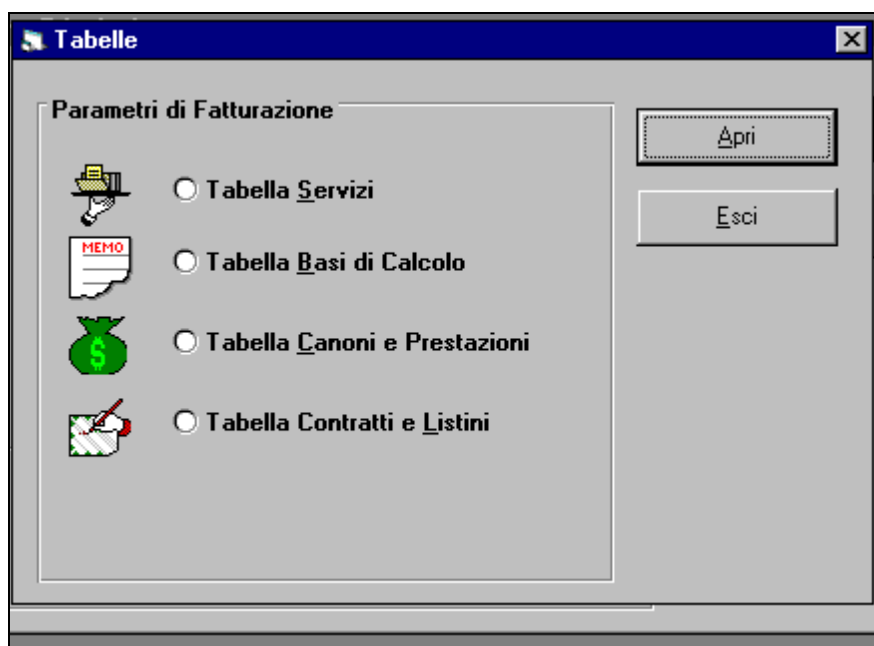 Tabelle
Parametri di Fatturazione
Apri
Tabella Servizi
Esci
MEMO
Tabella Basi di Calcolo
Tabella Canoni e Prestazioni
$
Tabella Contratti e Listini